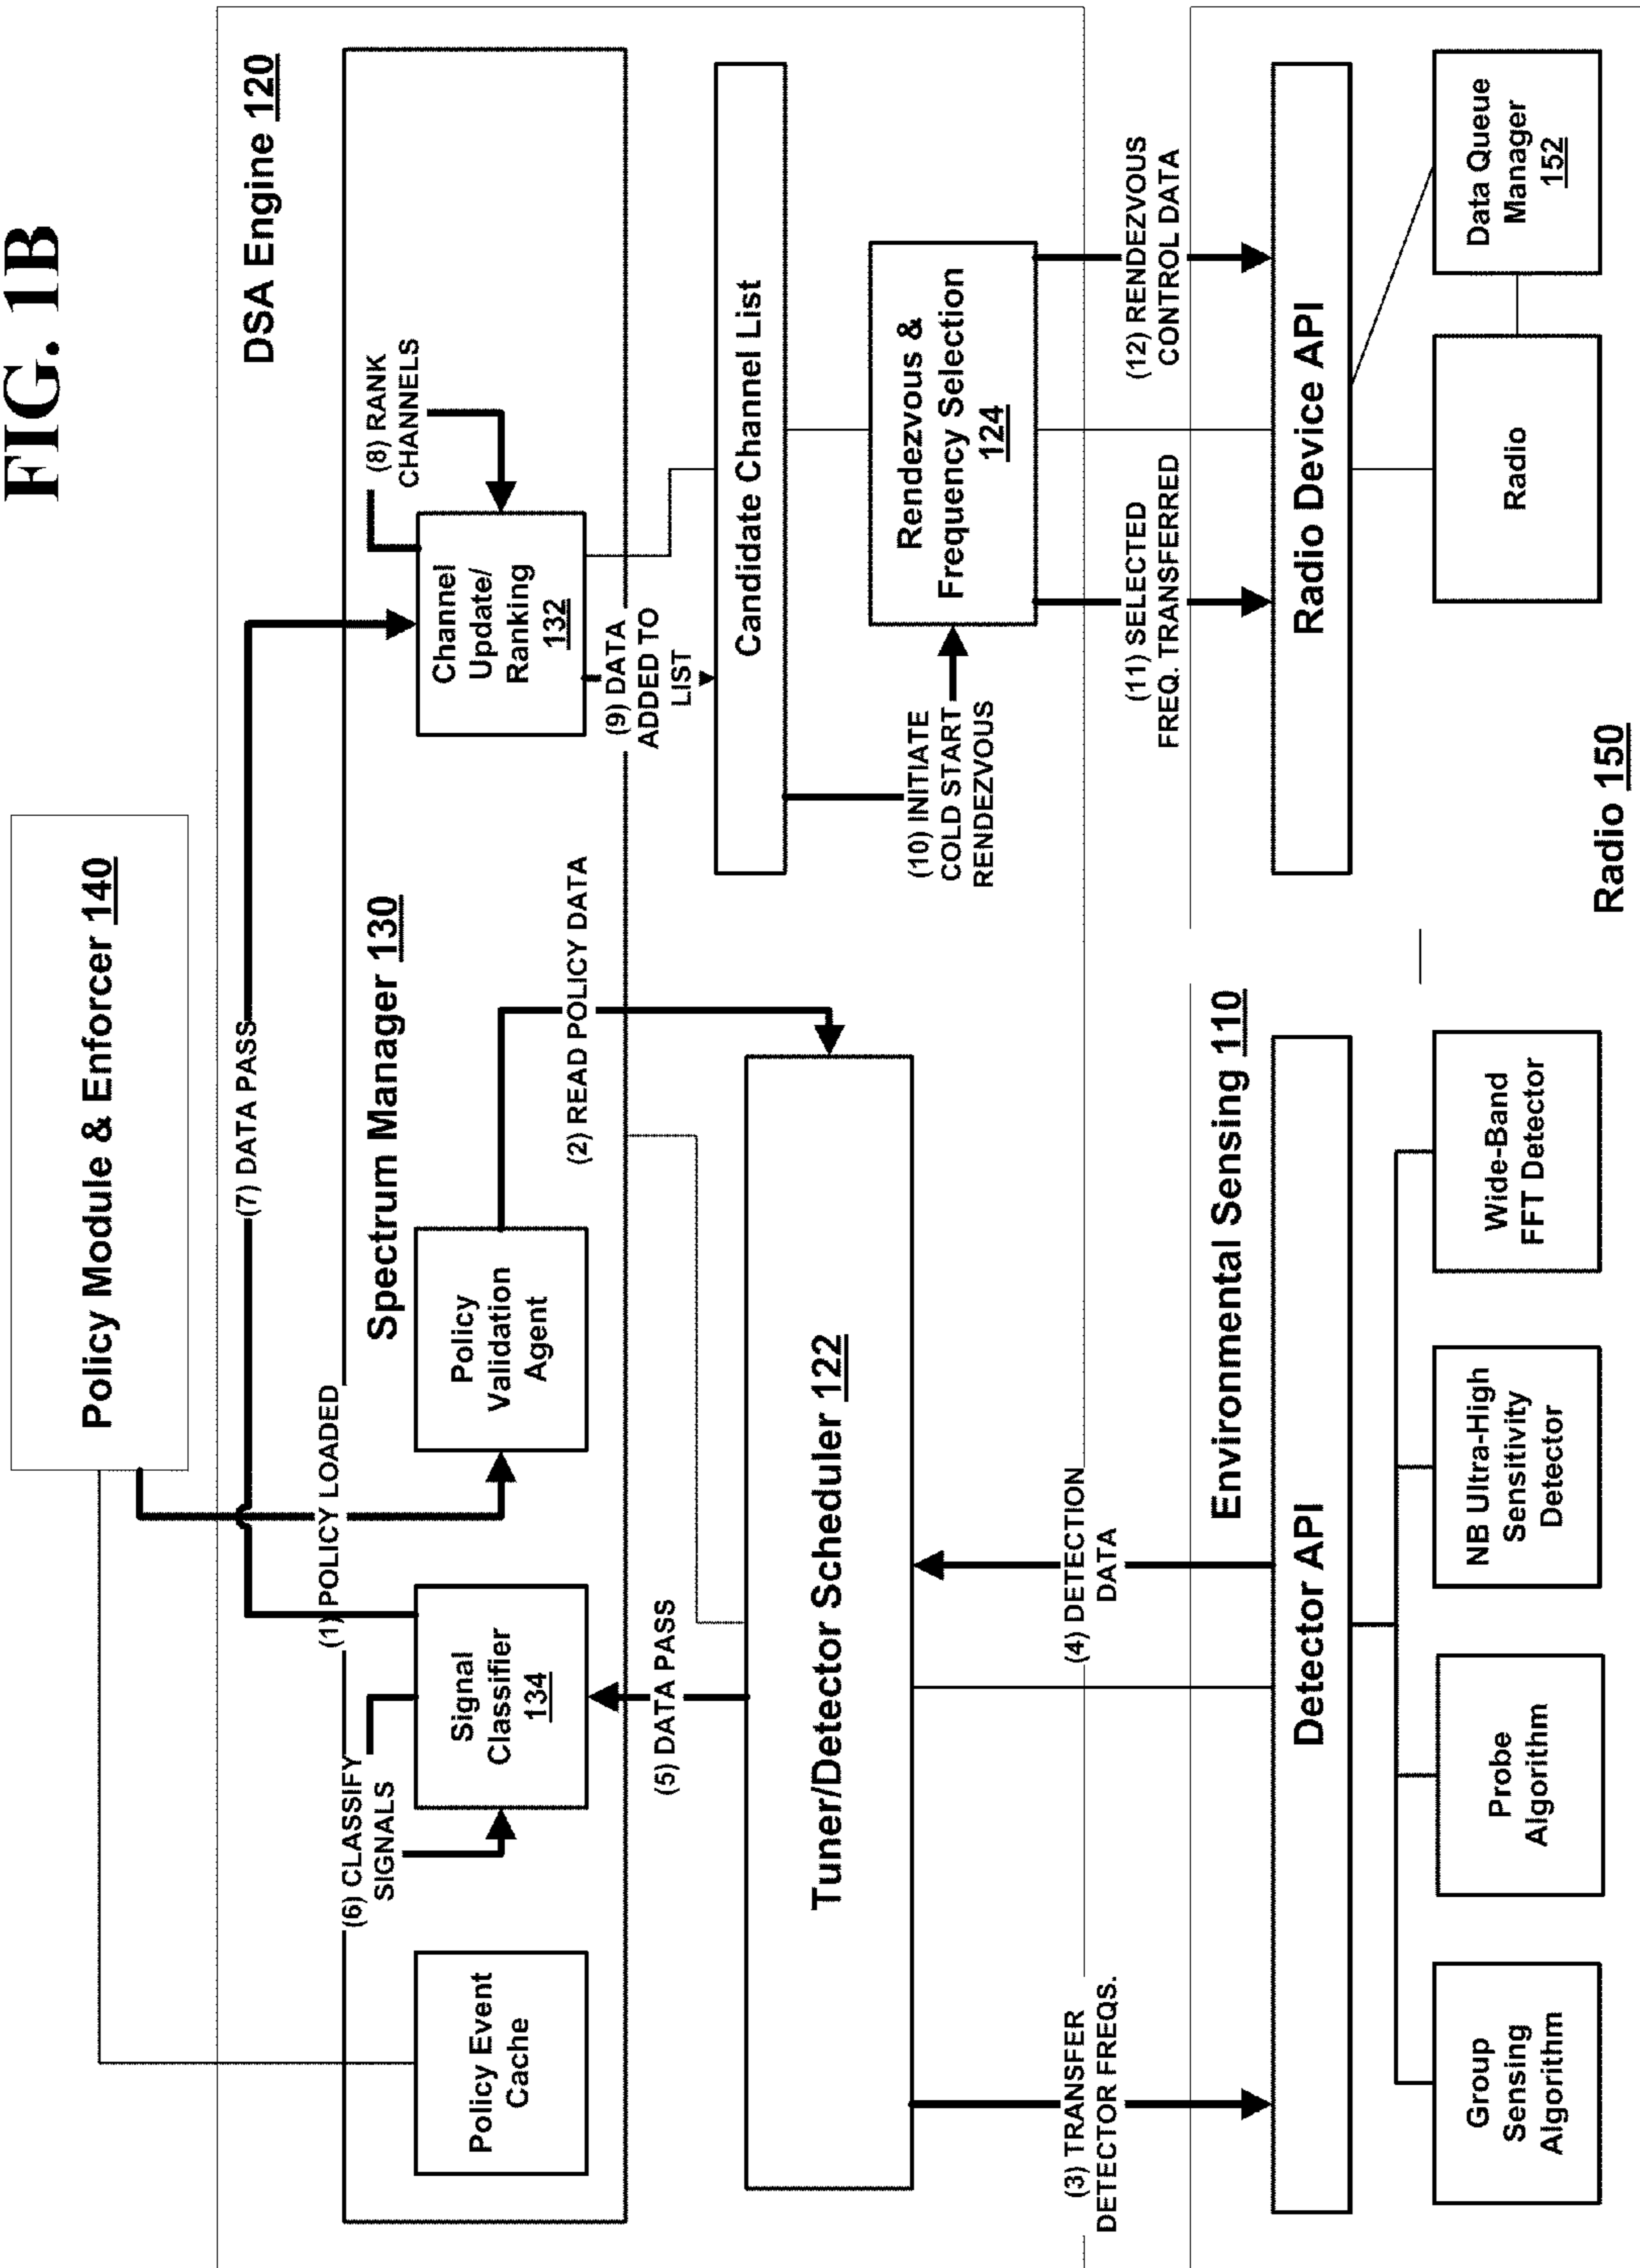 FIG. 1B
Policy Module & Enforcer 140
DSA Engine 120
(7) DATA PASS
(1) POLICY LOADED
Spectrum Manager 130
(6) CLASSIFY
SIGNALS
(8) RANK
CHANNELS
Policy Event
Cache
Signal
Classifier
134
Policy
Validation
Agent
Channel
Update/
Ranking
132
(5) DATA PASS
(2) READ POLICY DATA
(9) DATA
ADDED TO
LIST
Tuner/Detector Scheduler 122
Candidate Channel List
(10) INITIATE
COLD START
RENDEZVOUS
Rendezvous &
Frequency Selection
124
(3) TRANSFER
DETECTOR FREQS.
(4) DETECTION
DATA
(11) SELECTED
FREQ. TRANSFERRED
(12) RENDEZVOUS
CONTROL DATA
Environmental Sensing 110
Detector API
Radio Device API
Group
Sensing
Algorithm
Probe
Algorithm
NB Ultra-High
Sensitivity
Detector
Wide-Band
FFT Detector
Radio
Data Queue
Manager
152
Radio 150